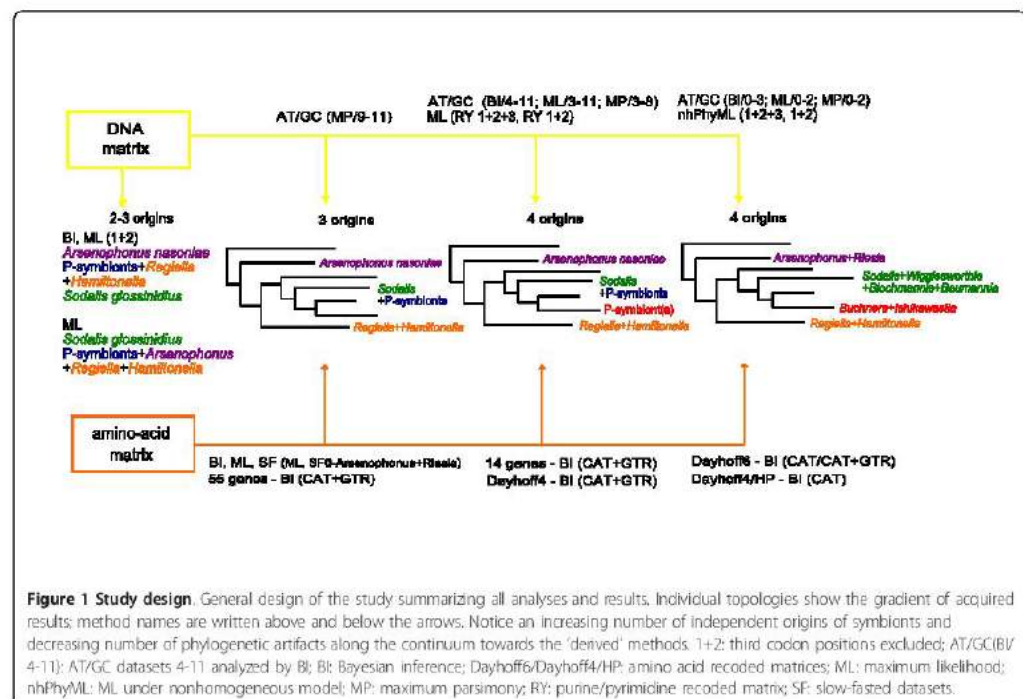 AT/GC (MP/9-11)
AT/GC (BI/4-11; ML/3-11; MP/3-8)
ML (RY 1+2+3, RY 1+2)
AT/GC (BI/0-3; ML/0-2; MP/0-2)
nhPhyML (1+2+3, 1+2)
DNA
matrix
2-3 origins
BI, ML (1+2)
Arsenophonus nasoniae
P-symbionts+Regiella
+Hamiltonella
Sodalis glossinidius
ML
Sodalis glossinidius
P-symbionts+Arsenophonus
+Regiella+Hamiltonella
3 origins
Arsenophonus nasoniae
Sodalis
+P-symbionts
Regiella+Hamiltonella
4 origins
Arsenophonus nasoniae
Sodalis
+P-symbionts
P-symbiont(s)
Regiella+Hamiltonella
4 origins
Arsenophonus+Riesia
Sodalis+Wigglesworthia
+Blochmannia+Baumannia
Buchnera+Ishikawaella
Regiella+Hamiltonella
amino-acid
matrix
BI, ML, SF (ML, SF0-Arsenophonus+Riesia)
55 genes - BI (CAT+GTR)
14 genes - BI (CAT+GTR)
Dayhoff4 - BI (CAT+GTR)
Dayhoff6 - BI (CAT/CAT+GTR)
Dayhoff4/HP - BI (CAT)
Figure 1 Study design. General design of the study summarizing all analyses and results. Individual topologies show the gradient of acquired
results; method names are written above and below the arrows. Notice an increasing number of independent origins of symbionts and
decreasing number of phylogenetic artifacts along the continuum towards the 'derived' methods. 1+2: third codon positions excluded; AT/GC(BI/
4-11): AT/GC datasets 4-11 analyzed by BI; BI: Bayesian inference; Dayhoff6/Dayhoff4/HP: amino acid recoded matrices; ML: maximum likelihood;
nhPhyML: ML under nonhomogeneous model; MP: maximum parsimony; RY: purine/pyrimidine recoded matrix; SF: slow-fasted datasets.